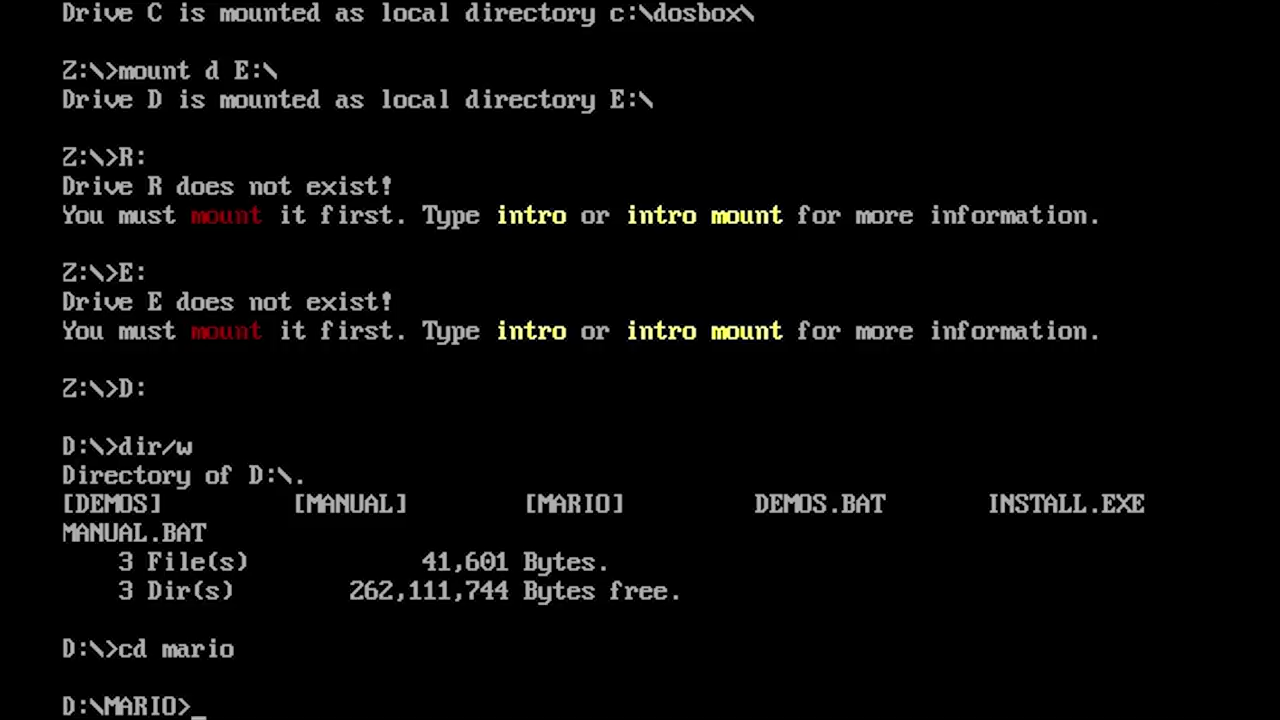 Drive C is mounted as local directory c:\dosbox\
Z:\>mount d E:\
Drive D is mounted as local directory E:\
Z:\>R:
Drive R does not exist!
You must mount it first. Type intro or intro mount for more information.
Z:\>E:
Drive E does not exist!
You must mount it first. Type intro or intro mount for more information.
Z:\>D:
D:\>dir/w
Directory of D:\.
[DEMOS] [MANUAL] [MARIO] DEMOS.BAT INSTALL.EXE
MANUAL.BAT
3 File(s) 41,601 Bytes.
3 Dir(s) 262,111,744 Bytes free.
D:\>cd mario
D:\MARIO>_